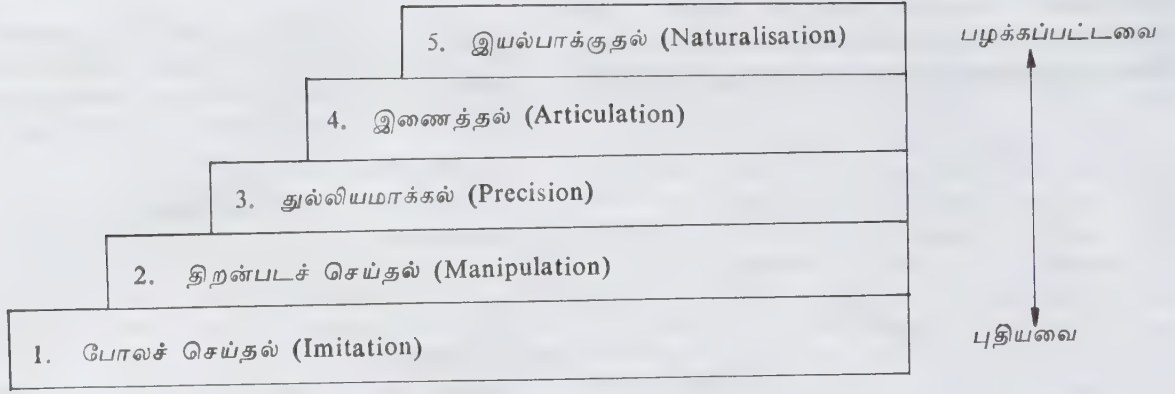 5. இயல்பாக்குதல் (Naturalisation)
பழக்கப்பட்டவை
4. இணைத்தல் (Articulation)
3. துல்லியமாக்கல் (Precision)
2. திறன்படச் செய்தல் (Manipulation)
1. போலச் செய்தல் (Imitation)
புதியவை